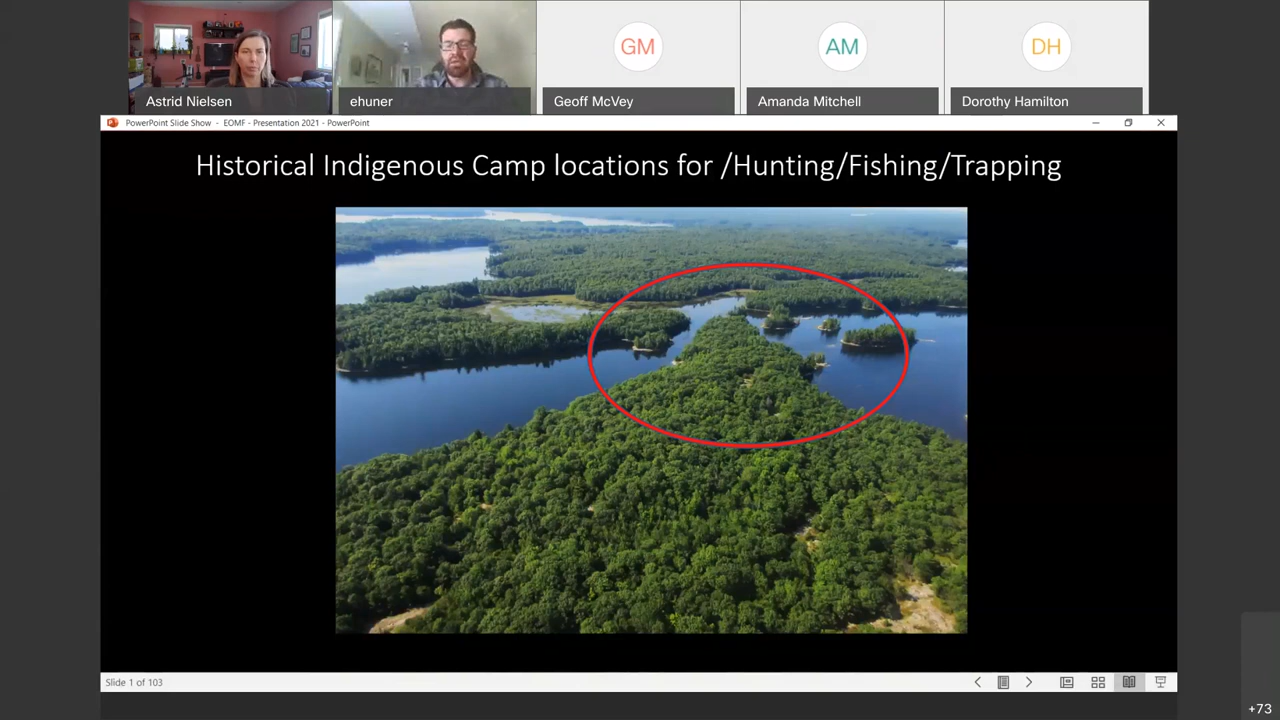 GM
AM
DH
Astrid Nielsen
ehuner
Geoff McVey
Amanda Mitchell
Dorothy Hamilton
PowerPoint Slide Show - EOMF - Presentation 2021 - PowerPoint
Historical Indigenous Camp locations for /Hunting/Fishing/Trapping
Slide 1 of 103
+73